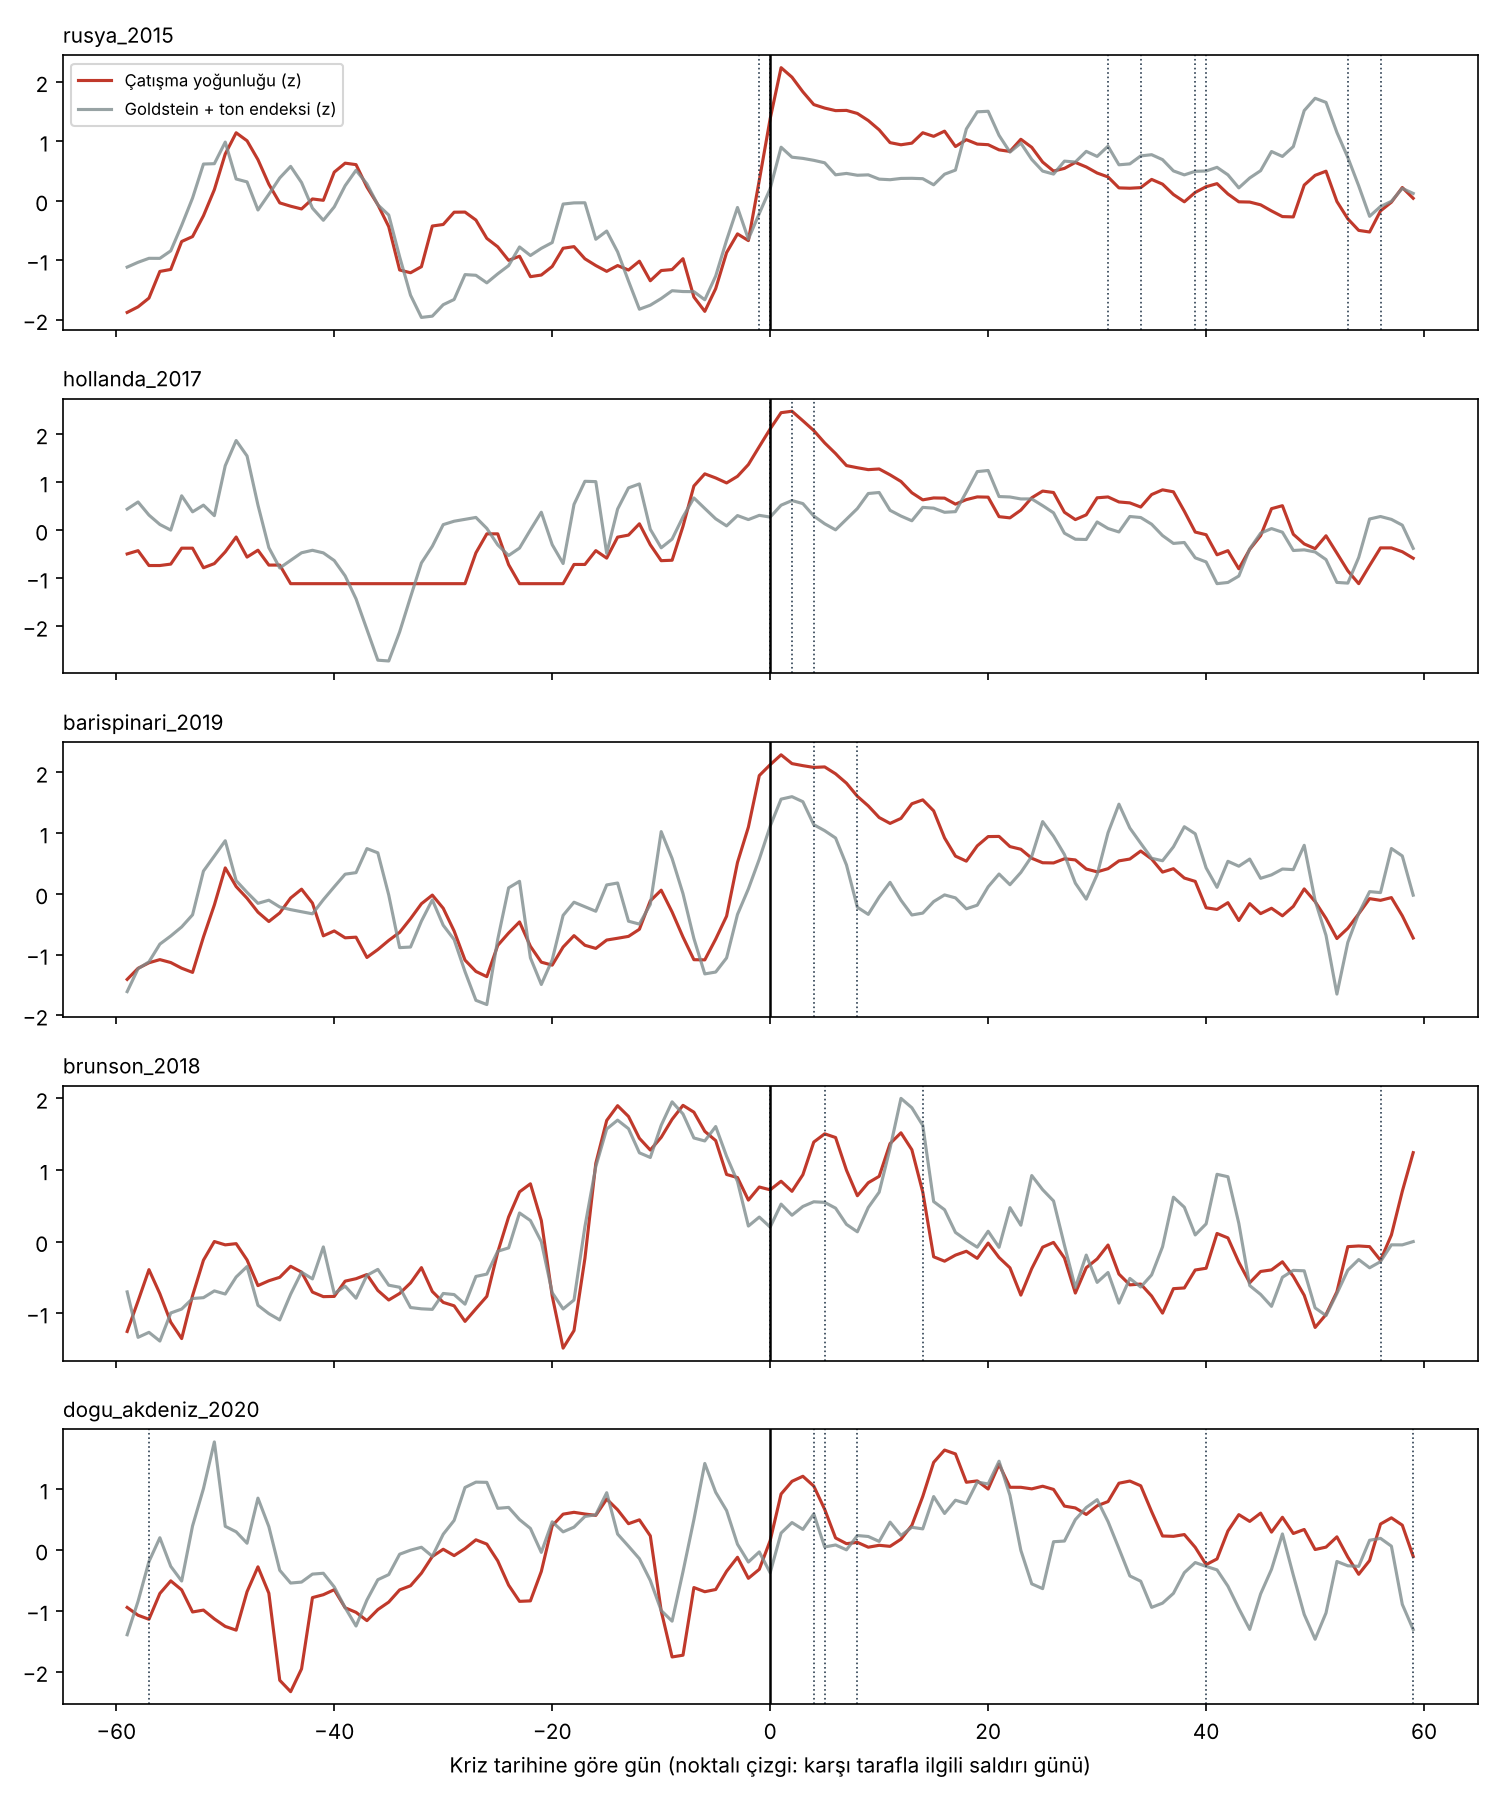 rusya_2015
Çatışma yoğunluğu (z)
Goldstein + ton endeksi (z)
2
1
0
−1
−2
hollanda_2017
2
1
0
−1
−2
barispinari_2019
2
1
0
−1
−2
brunson_2018
2
1
0
−1
dogu_akdeniz_2020
1
0
−1
−2
−60 −40 −20 0 20 40 60
Kriz tarihine göre gün (noktalı çizgi: karşı tarafla ilgili saldırı günü)